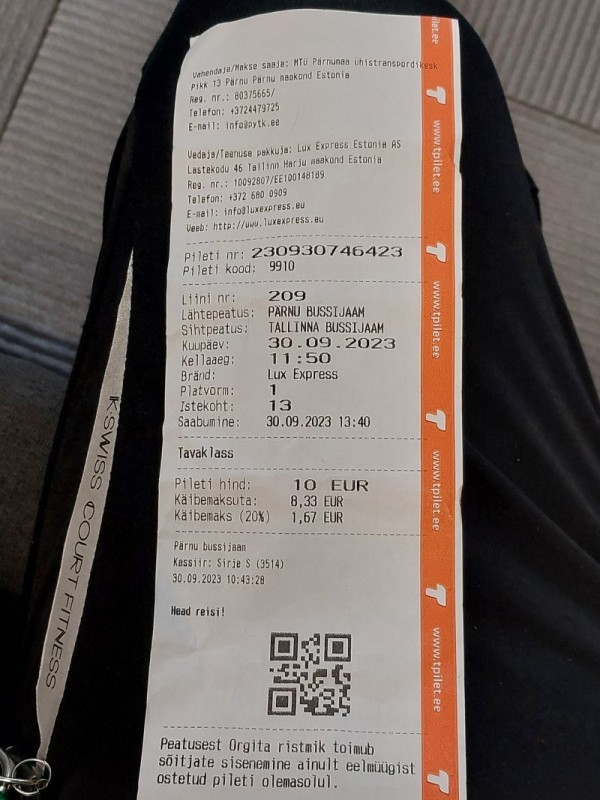 Vahendaja/Makse saaja: MTÜ Pärnumaa Ühistranspordikesk
Pikk 13 Pärnu Pärnu maakond Estonia
Reg. nr.: 80375665/
Telefon: +3724479725
E-mail: info@pytk.ee
Vedaja/Teenuse pakkuja: Lux Express Estonia AS
Lastekodu 46 Tallinn Harju maakond Estonia
Reg. nr.: 10092807/EE100148189
Telefon: +372 680 0909
E-mail: info@luxexpress.eu
Veeb: http://www.luxexpress.eu
Pileti nr: 230930746423
Pileti kood: 9910
Liini nr: 209
Lähtepeatus: PÄRNU BUSSIJAAM
Sihtpeatus: TALLINNA BUSSIJAAM
Kuupäev: 30.09.2023
Kellaaeg: 11:50
Bränd: Lux Express
Platvorm: 1
Istekoht: 13
Saabumine: 30.09.2023 13:40
Tavaklass
Pileti hind: 10 EUR
Käibemaksuta: 8,33 EUR
Käibemaks (20%) 1,67 EUR
Pärnu bussijaam
Kassiir: Sirje S (3514)
30.09.2023 10:43:28
Head reisi!
Peatusest Orgita ristmik toimub
sõitjate sisenemine ainult eelmüügist
ostetud pileti olemasolul.
.ee
T www.tpilet.ee
T www.tpilet.ee
T www.tpilet.ee
T www.tpilet.ee
T
K·SWISS COURT FITNESS